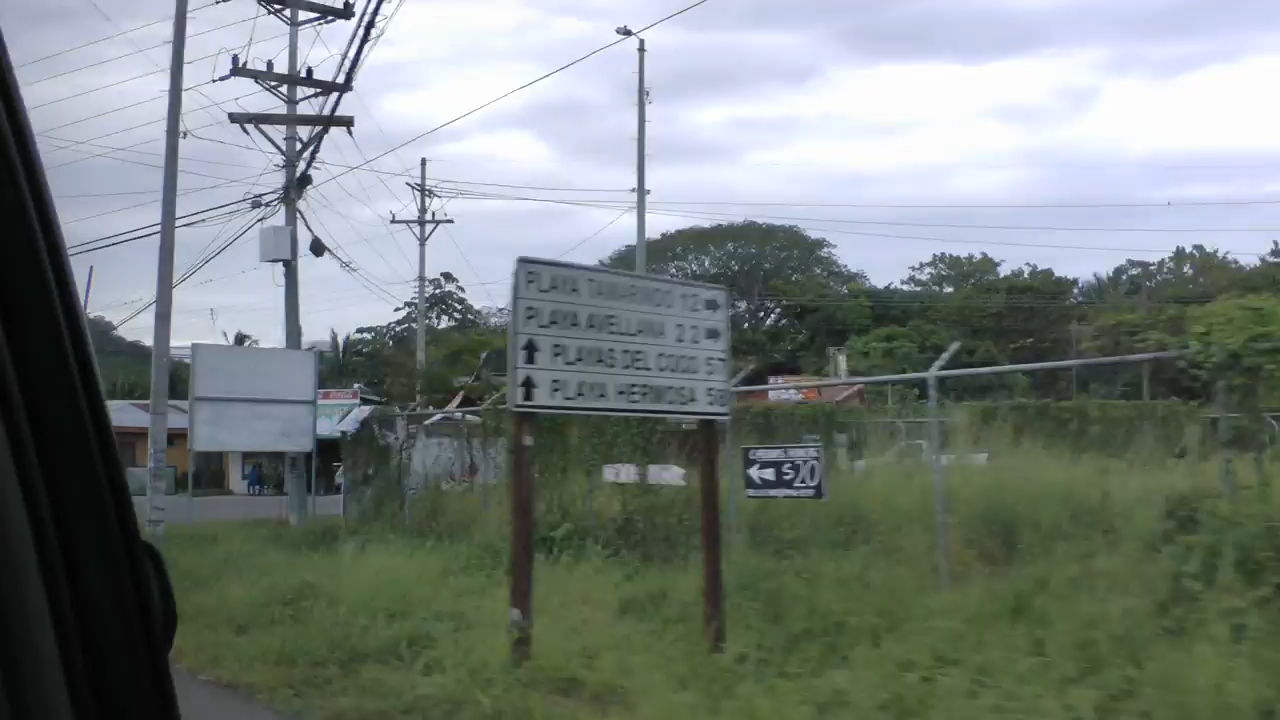 PLAYA TAMARINDO 12
PLAYA AVELLANA 22
PLAYAS DEL COCO 57
PLAYA HERMOSA 58
$20